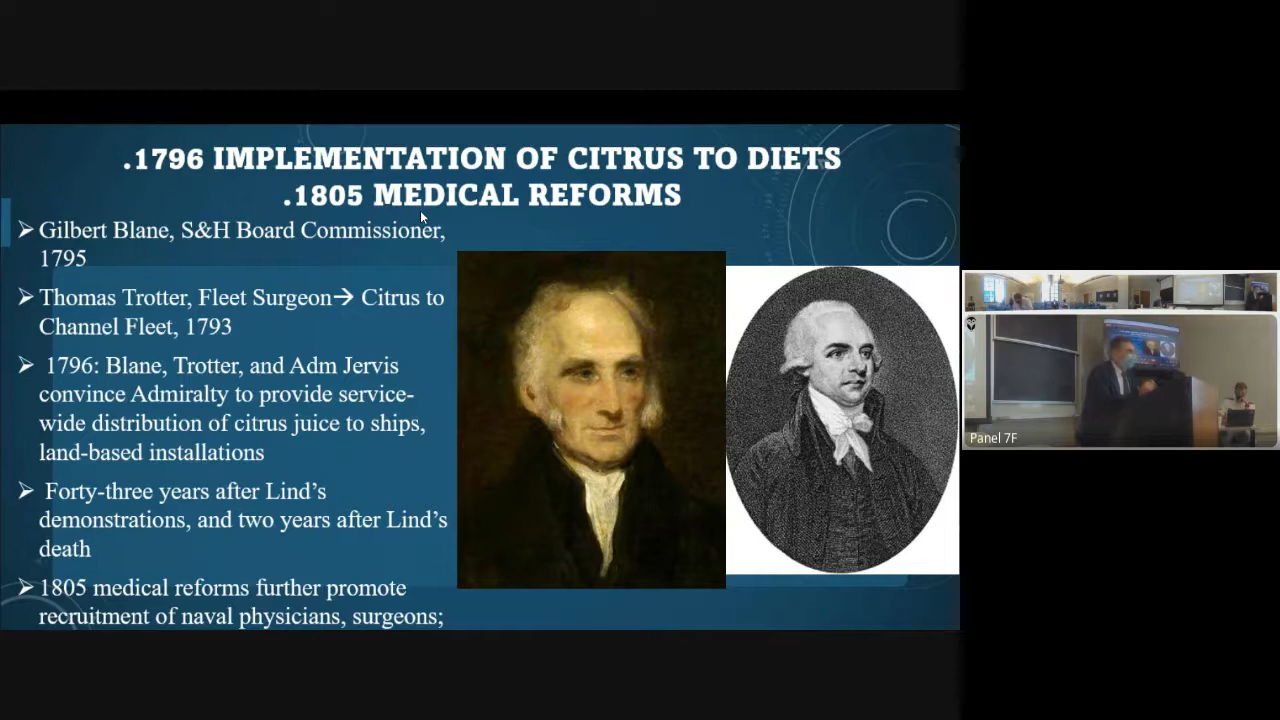 .1796 IMPLEMENTATION OF CITRUS TO DIETS
.1805 MEDICAL REFORMS
➢ Gilbert Blane, S&H Board Commissioner,
1795
➢ Thomas Trotter, Fleet Surgeon→ Citrus to
Channel Fleet, 1793
➢ 1796: Blane, Trotter, and Adm Jervis
convince Admiralty to provide service-
wide distribution of citrus juice to ships,
land-based installations
➢ Forty-three years after Lind’s
demonstrations, and two years after Lind’s
death
➢ 1805 medical reforms further promote
recruitment of naval physicians, surgeons;
Panel 7F